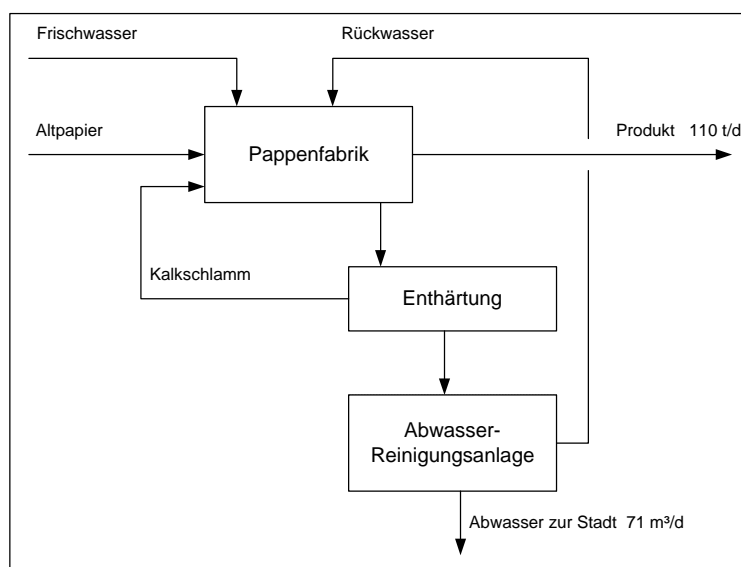 Frischwasser
Rückwasser
Altpapier
Produkt 110 t/d
Pappenfabrik
Kalkschlamm
Enthärtung
Abwasser-
Reinigungsanlage
Abwasser zur Stadt 71 m³/d